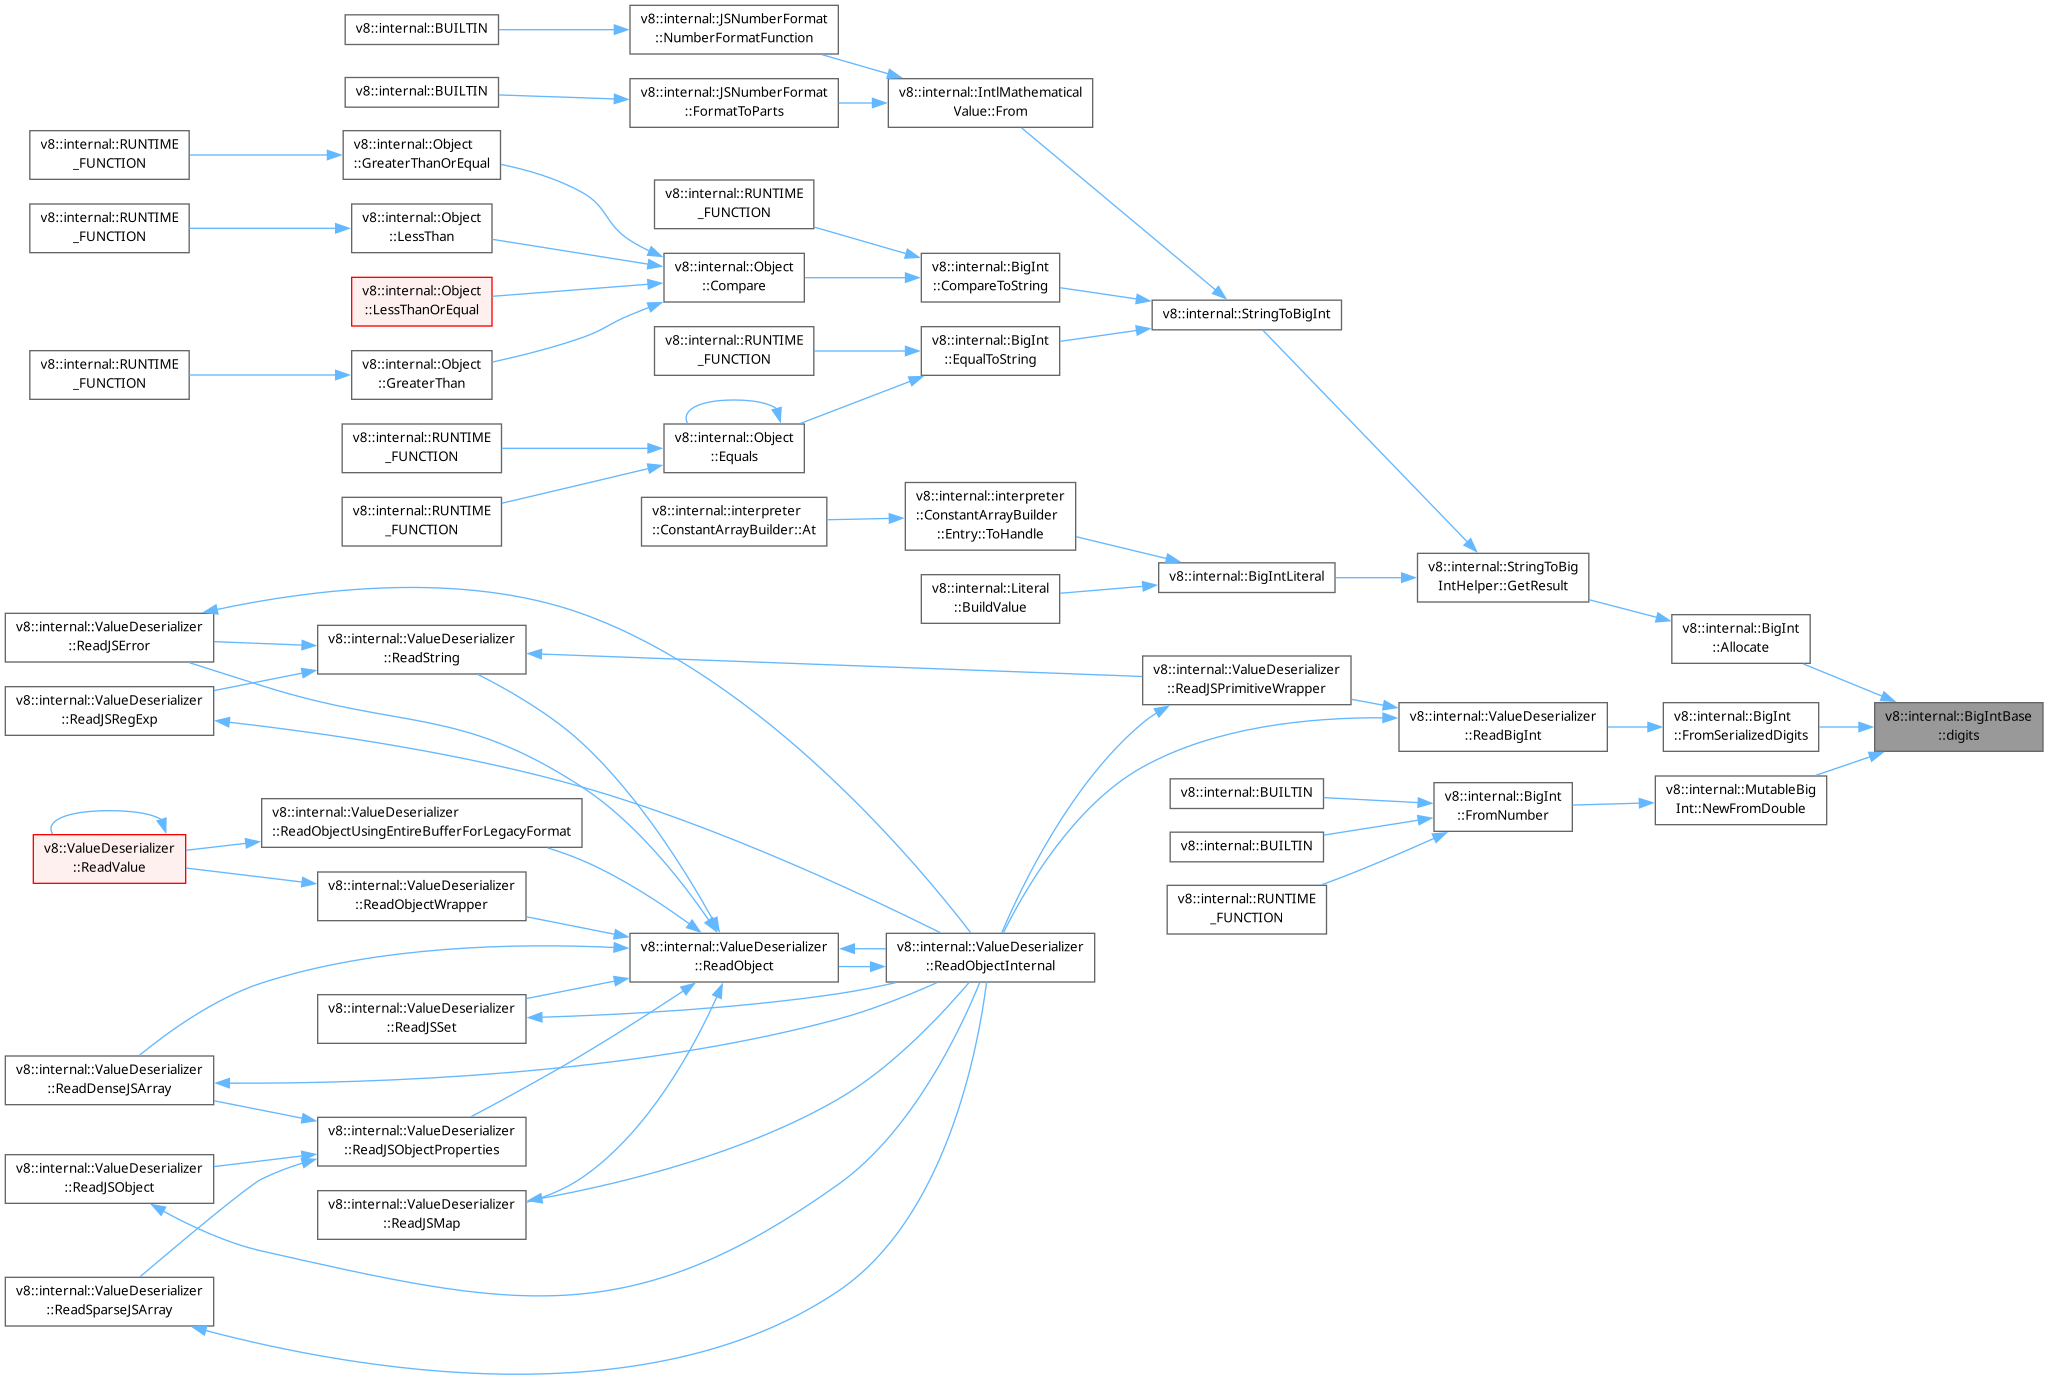 v8::internal::BUILTIN
v8::internal::JSNumberFormat
::NumberFormatFunction
v8::internal::BUILTIN
v8::internal::JSNumberFormat
::FormatToParts
v8::internal::IntlMathematical
Value::From
v8::internal::RUNTIME
_FUNCTION
v8::internal::Object
::GreaterThanOrEqual
v8::internal::RUNTIME
_FUNCTION
v8::internal::RUNTIME
_FUNCTION
v8::internal::Object
::LessThan
v8::internal::Object
::Compare
v8::internal::BigInt
::CompareToString
v8::internal::Object
::LessThanOrEqual
v8::internal::StringToBigInt
v8::internal::RUNTIME
_FUNCTION
v8::internal::BigInt
::EqualToString
v8::internal::RUNTIME
_FUNCTION
v8::internal::Object
::GreaterThan
v8::internal::RUNTIME
_FUNCTION
v8::internal::Object
::Equals
v8::internal::RUNTIME
_FUNCTION
v8::internal::interpreter
::ConstantArrayBuilder::At
v8::internal::interpreter
::ConstantArrayBuilder
::Entry::ToHandle
v8::internal::BigIntLiteral
v8::internal::StringToBig
IntHelper::GetResult
v8::internal::Literal
::BuildValue
v8::internal::ValueDeserializer
::ReadJSError
v8::internal::ValueDeserializer
::ReadString
v8::internal::BigInt
::Allocate
v8::internal::ValueDeserializer
::ReadJSPrimitiveWrapper
v8::internal::ValueDeserializer
::ReadJSRegExp
v8::internal::ValueDeserializer
::ReadBigInt
v8::internal::BigInt
::FromSerializedDigits
v8::internal::BigIntBase
::digits
v8::internal::BUILTIN
v8::internal::BigInt
::FromNumber
v8::internal::MutableBig
Int::NewFromDouble
v8::internal::ValueDeserializer
::ReadObjectUsingEntireBufferForLegacyFormat
v8::ValueDeserializer
::ReadValue
v8::internal::BUILTIN
v8::internal::ValueDeserializer
::ReadObjectWrapper
v8::internal::RUNTIME
_FUNCTION
v8::internal::ValueDeserializer
::ReadObject
v8::internal::ValueDeserializer
::ReadObjectInternal
v8::internal::ValueDeserializer
::ReadJSSet
v8::internal::ValueDeserializer
::ReadDenseJSArray
v8::internal::ValueDeserializer
::ReadJSObjectProperties
v8::internal::ValueDeserializer
::ReadJSObject
v8::internal::ValueDeserializer
::ReadJSMap
v8::internal::ValueDeserializer
::ReadSparseJSArray